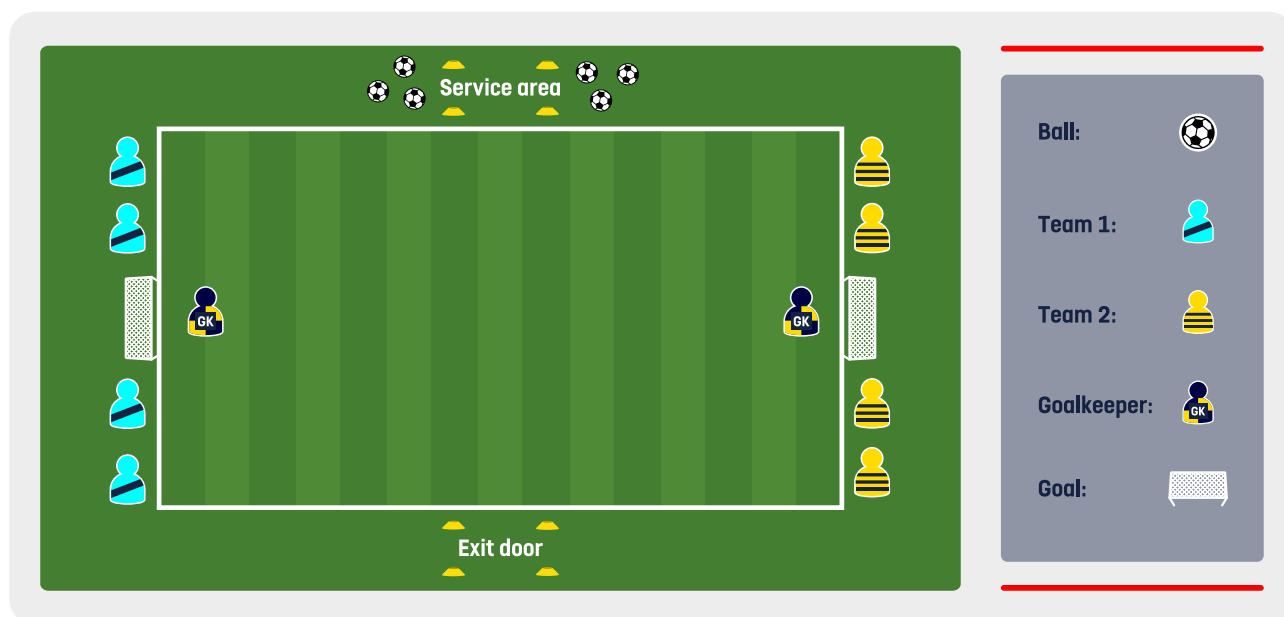 Service area
GK
GK
Exit door
Ball:
Team 1:
Team 2:
Goalkeeper:
GK
Goal: